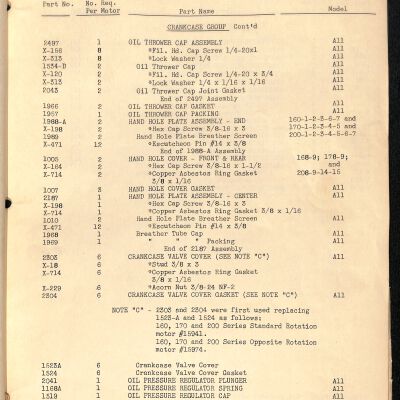 Part No. No. Req. Per Motor Part Name Model
CRANKCASE GROUP Cont'd
2497 1 OIL THROWER CAP ASSEMBLY All
X-156 8 *Fil. Hd. Cap Screw 1/4-20x1 All
X-313 8 *Lock Washer 1/4 All
1534-D 2 Oil Thrower Cap All
X-120 2 *Fil. Hd. Cap Screw 1/4-20 x 3/4 All
X-313 2 *Lock Washer 1/4 x 1/16 x 1/16 All
2043 2 Oil Thrower Cap Joint Gasket All
End of 2497 Assembly
1966 2 OIL THROWER CAP GASKET All
1957 1 OIL THROWER CAP PACKING All
1988-A 2 HAND HOLE PLATE ASSEMBLY - END 160-1-2-3-6-7 and
X-198 2 *Hex Cap Screw 3/8-16 x 3 170-1-2-3-4-5 and
1989 1 Hand Hole Plate Breather Screen 200-1-2-3-4-5-6-7
X-471 12 *Escutcheon Pin #14 x 3/8
End of 1988-A Assembly
1005 2 HAND HOLE COVER - FRONT & REAR 168-9; 178-9;
X-164 2 *Hex Cap Screw 3/8-16 x 1-1/2 and
X-714 2 *Copper Asbestos Ring Gasket 208-9-14-15
3/8 x 1/16
1007 3 HAND HOLE COVER GASKET All
2187 1 HAND HOLE PLATE ASSEMBLY - CENTER All
X-198 1 *Hex Cap Screw 3/8-16 x 3
X-714 1 *Copper Asbestos Ring Gasket 3/8 x 1/16
1010 2 Hand Hole Plate Breather Screen All
X-471 12 *Escutcheon Pin #14 x 3/8
1968 1 Breather Tube Cap All
1969 1 " " " Packing All
End of 2187 Assembly
2303 6 CRANKCASE VALVE COVER (SEE NOTE "C") All
X-18 6 *Stud 3/8 x 3
X-714 6 *Copper Asbestos Ring Gasket
3/8 x 1/16
X-229 6 *Acorn Nut 3/8-24 NF-2
2304 6 CRANKCASE VALVE COVER GASKET (SEE NOTE "C") All
NOTE "C" - 2303 and 2304 were first used replacing
1523-A and 1524 as follows:
160, 170 and 200 Series Standard Rotation
motor #15941.
160, 170 and 200 Series Opposite Rotation
motor #15974.
1523A 6 Crankcase Valve Cover
1524 6 Crankcase Valve Cover Gasket
2041 1 OIL PRESSURE REGULATOR PLUNGER All
1168A 1 OIL PRESSURE REGULATOR SPRING All
1319 1 OIL PRESSURE REGULATOR CAP All